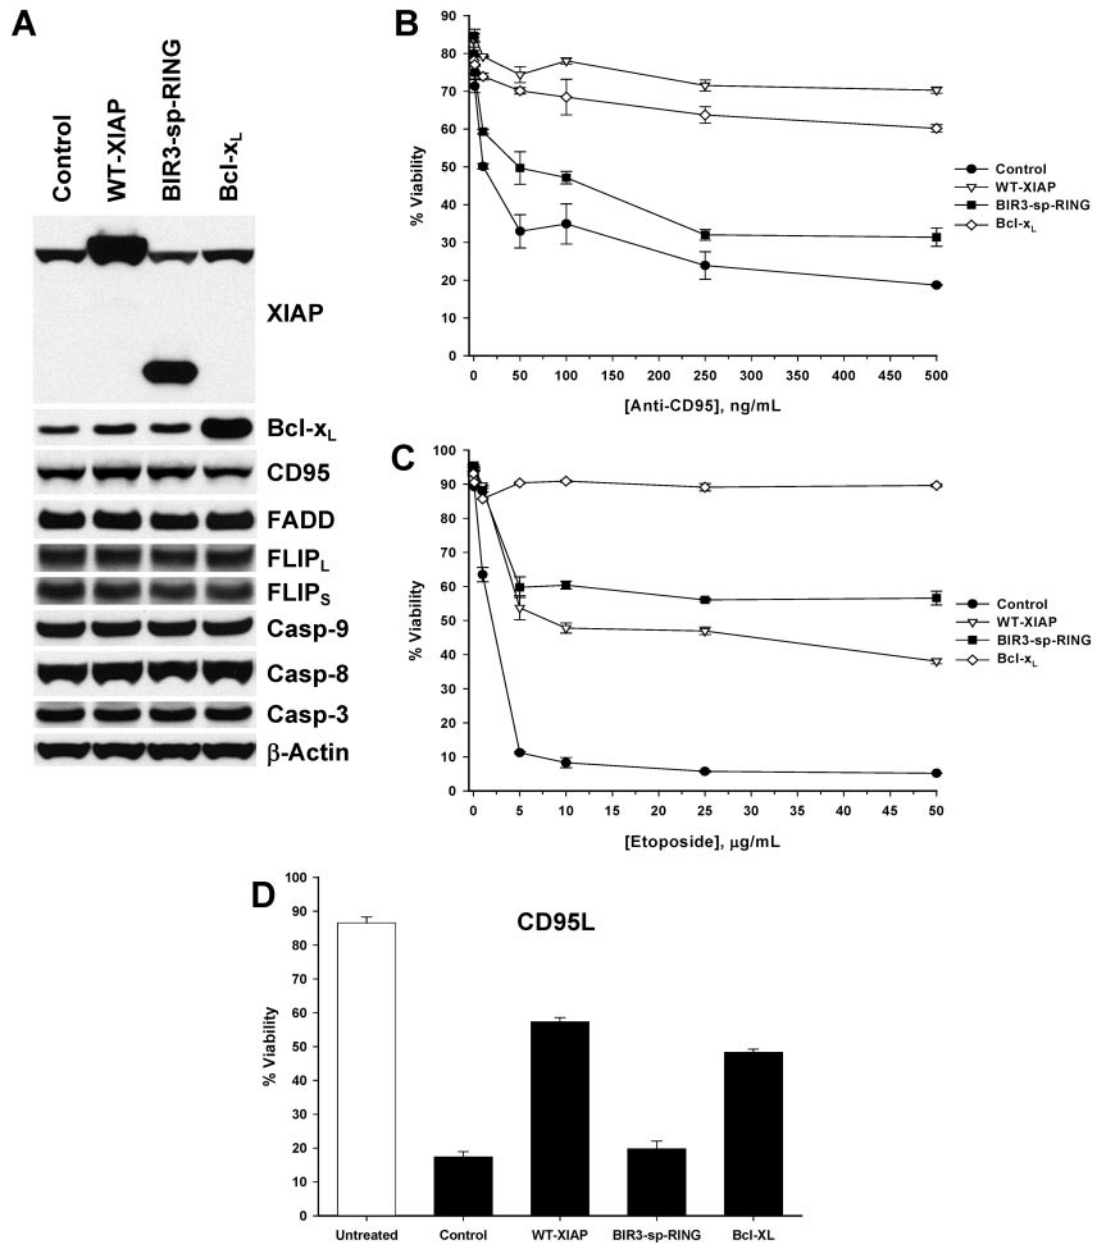 A
Control
WT-XIAP
BIR3-sp-RING
Bcl-xL
XIAP
Bcl-xL
CD95
FADD
FLIPL
FLIPS
Casp-9
Casp-8
Casp-3
β-Actin
B
% Viability
90
80
70
60
50
40
30
20
10
0
0 50 100 150 200 250 300 350 400 450 500
[Anti-CD95], ng/mL
Control
WT-XIAP
BIR3-sp-RING
Bcl-xL
C
% Viability
100
90
80
70
60
50
40
30
20
10
0
0 5 10 15 20 25 30 35 40 45 50
[Etoposide], μg/mL
Control
WT-XIAP
BIR3-sp-RING
Bcl-xL
D
CD95L
% Viability
100
90
80
70
60
50
40
30
20
10
0
Untreated Control WT-XIAP BIR3-sp-RING Bcl-XL